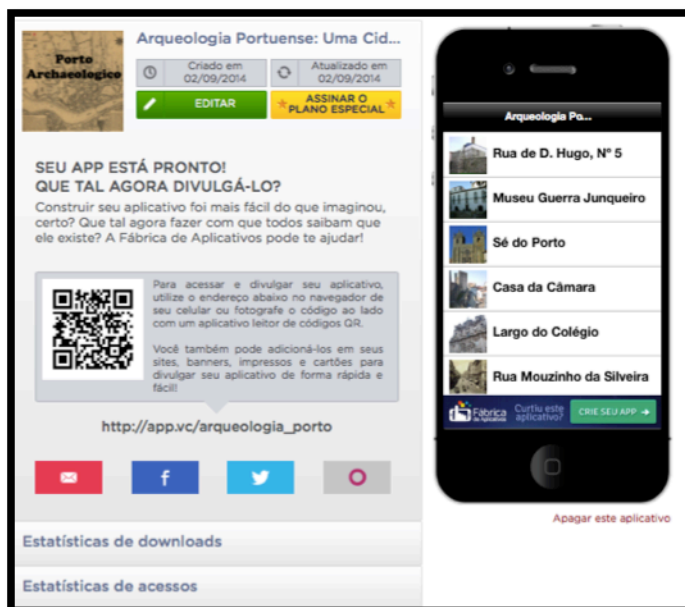 Porto
Archaeologico
Arqueologia Portuense: Uma Cid...
Criado em
02/09/2014
Atualizado em
02/09/2014
EDITAR
ASSINAR O
PLANO ESPECIAL
SEU APP ESTÁ PRONTO!
QUE TAL AGORA DIVULGÁ-LO?
Construir seu aplicativo foi mais fácil do que imaginou,
certo? Que tal agora fazer com que todos saibam que
ele existe? A Fábrica de Aplicativos pode te ajudar!
Para acessar e divulgar seu aplicativo,
utilize o endereço abaixo no navegador de
seu celular ou fotografe o código ao lado
com um aplicativo leitor de códigos QR.
Você também pode adicioná-los em seus
sites, banners, impressos e cartões para
divulgar seu aplicativo de forma rápida e
fácil!
http://app.vc/arqueologia_porto
f
Estatísticas de downloads
Estatísticas de acessos
Arqueologia Po...
Rua de D. Hugo, Nº 5
Museu Guerra Junqueiro
Sé do Porto
Casa da Câmara
Largo do Colégio
Rua Mouzinho da Silveira
Fábrica
de Aplicativos
Curtiu este
aplicativo?
CRIE SEU APP
Apagar este aplicativo